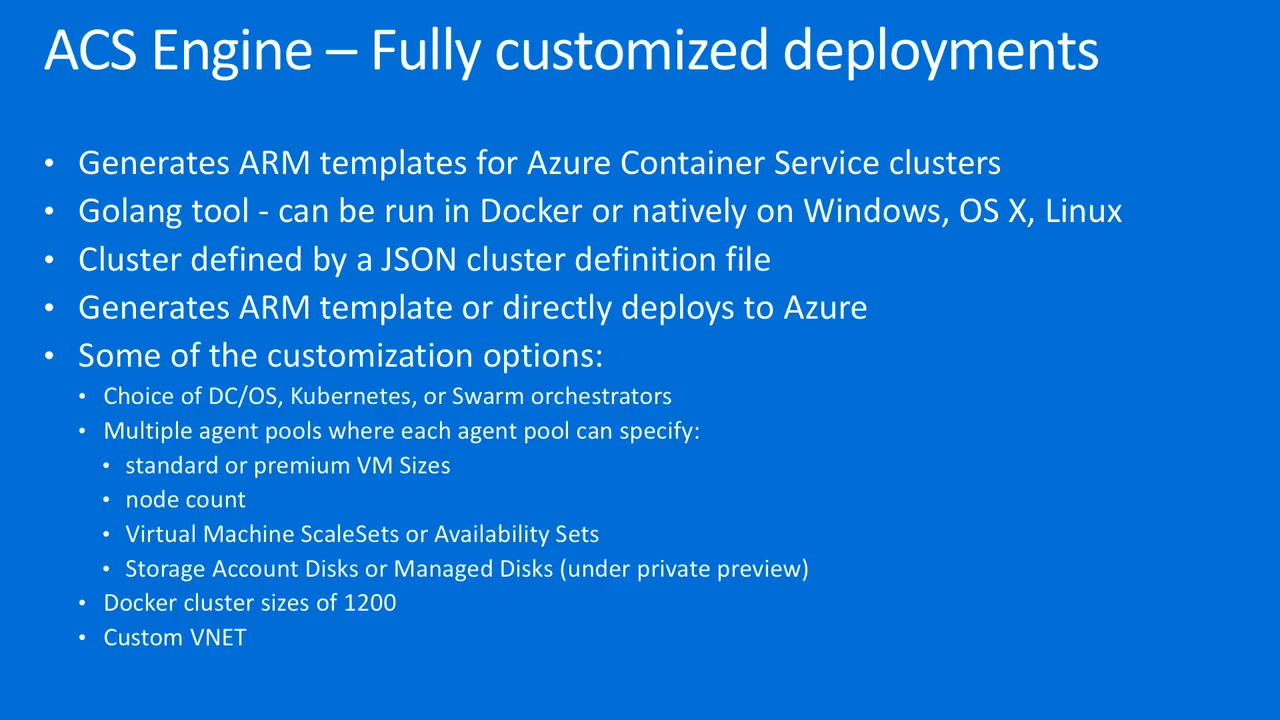 ACS Engine – Fully customized deployments
• Generates ARM templates for Azure Container Service clusters
• Golang tool - can be run in Docker or natively on Windows, OS X, Linux
• Cluster defined by a JSON cluster definition file
• Generates ARM template or directly deploys to Azure
• Some of the customization options:
• Choice of DC/OS, Kubernetes, or Swarm orchestrators
• Multiple agent pools where each agent pool can specify:
• standard or premium VM Sizes
• node count
• Virtual Machine ScaleSets or Availability Sets
• Storage Account Disks or Managed Disks (under private preview)
• Docker cluster sizes of 1200
• Custom VNET